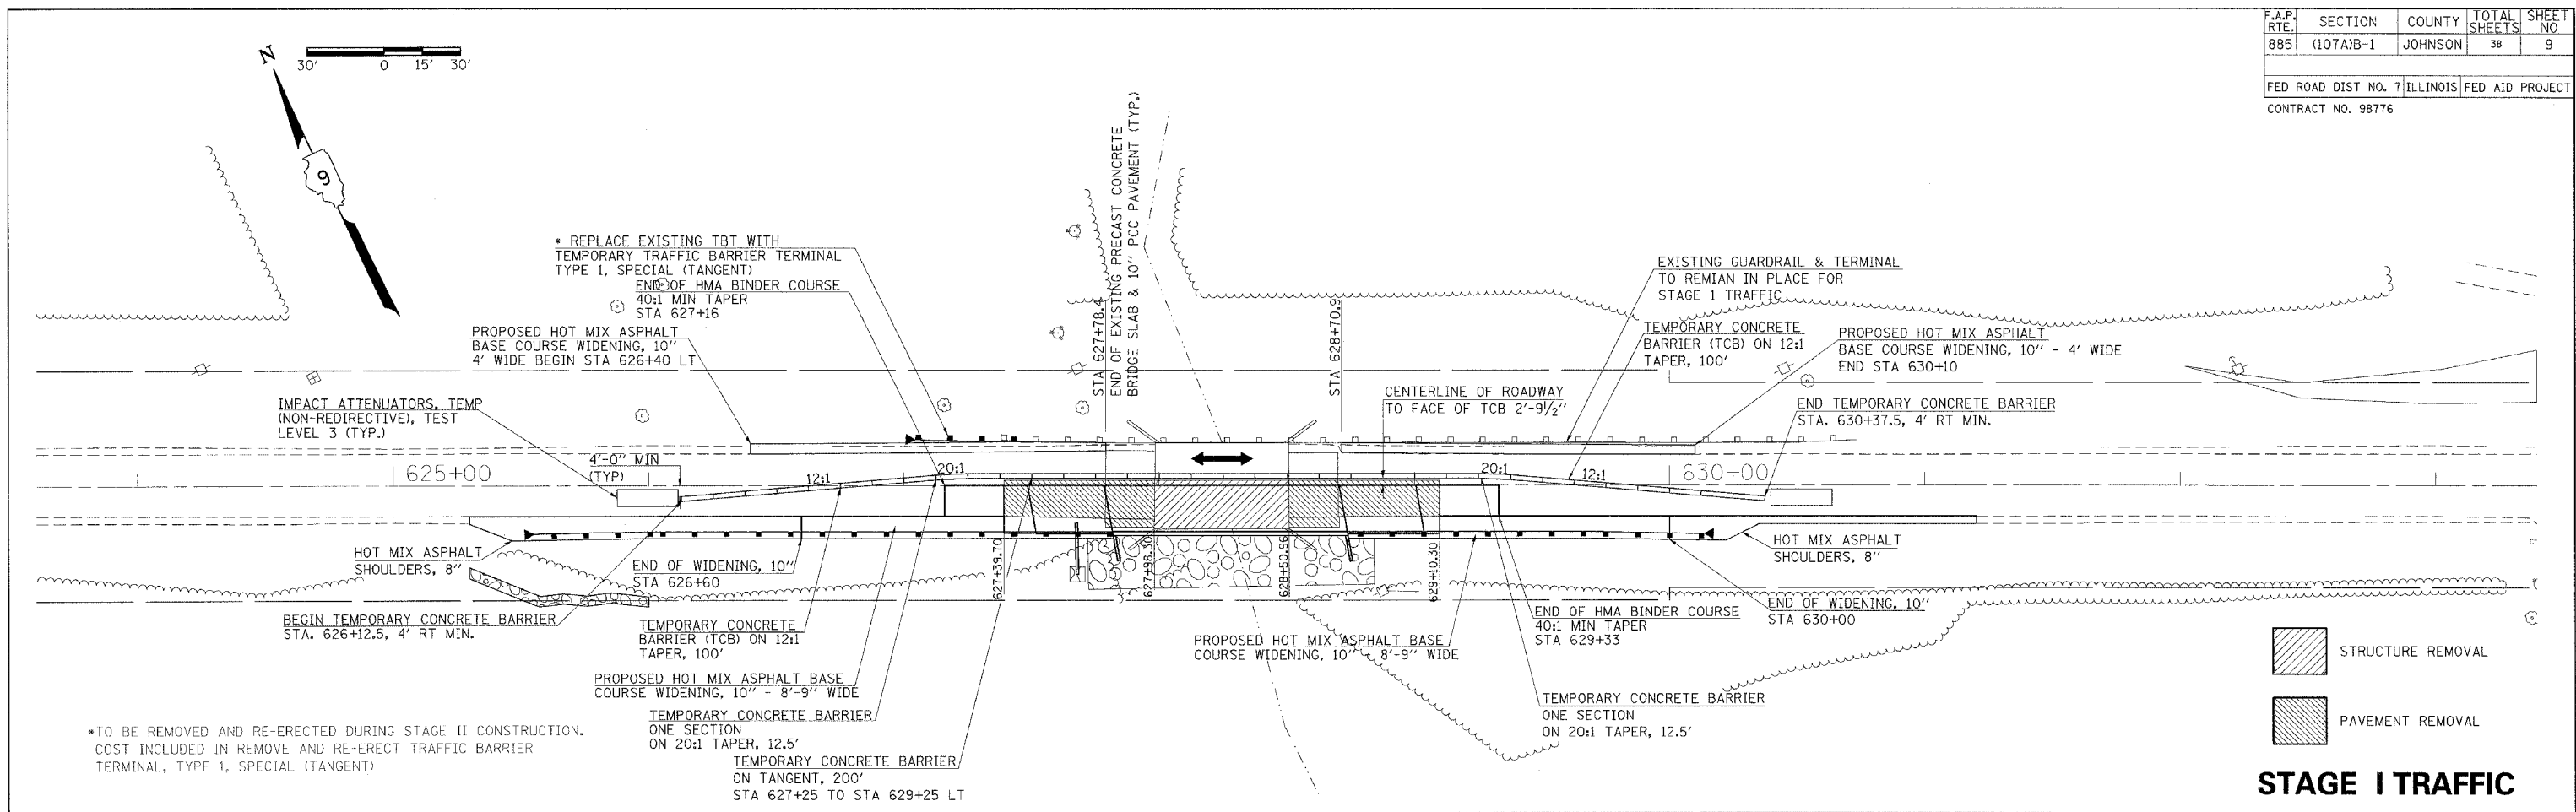 F.A.P. RTE. SECTION COUNTY TOTAL SHEETS SHEET NO
885 (107A)B-1 JOHNSON 38 9
FED ROAD DIST NO. 7 ILLINOIS FED AID PROJECT
CONTRACT NO. 98776
N
30' 0 15' 30'
9
* REPLACE EXISTING TBT WITH
TEMPORARY TRAFFIC BARRIER TERMINAL
TYPE 1, SPECIAL (TANGENT)
END OF HMA BINDER COURSE
40:1 MIN TAPER
STA 627+16
PROPOSED HOT MIX ASPHALT
BASE COURSE WIDENING, 10"
4' WIDE BEGIN STA 626+40 LT
IMPACT ATTENUATORS, TEMP
(NON-REDIRECTIVE), TEST
LEVEL 3 (TYP.)
4'-0" MIN
(TYP)
STA 627+78.4
END OF EXISTING PRECAST CONCRETE
BRIDGE SLAB & 10" PCC PAVEMENT (TYP.)
STA 628+70.9
EXISTING GUARDRAIL & TERMINAL
TO REMIAN IN PLACE FOR
STAGE 1 TRAFFIC
TEMPORARY CONCRETE
BARRIER (TCB) ON 12:1
TAPER, 100'
PROPOSED HOT MIX ASPHALT
BASE COURSE WIDENING, 10" - 4' WIDE
END STA 630+10
CENTERLINE OF ROADWAY
TO FACE OF TCB 2'-9½"
END TEMPORARY CONCRETE BARRIER
STA. 630+37.5, 4' RT MIN.
625+00
12:1
20:1
20:1
12:1
630+00
HOT MIX ASPHALT
SHOULDERS, 8"
END OF WIDENING, 10"
STA 626+60
627+39.70
627+98.30
628+50.96
629+10.30
HOT MIX ASPHALT
SHOULDERS, 8"
BEGIN TEMPORARY CONCRETE BARRIER
STA. 626+12.5, 4' RT MIN.
TEMPORARY CONCRETE
BARRIER (TCB) ON 12:1
TAPER, 100'
PROPOSED HOT MIX ASPHALT BASE
COURSE WIDENING, 10" - 8'-9" WIDE
END OF HMA BINDER COURSE
40:1 MIN TAPER
STA 629+33
END OF WIDENING, 10"
STA 630+00
PROPOSED HOT MIX ASPHALT BASE
COURSE WIDENING, 10" - 8'-9" WIDE
TEMPORARY CONCRETE BARRIER
ONE SECTION
ON 20:1 TAPER, 12.5'
TEMPORARY CONCRETE BARRIER
ON TANGENT, 200'
STA 627+25 TO STA 629+25 LT
TEMPORARY CONCRETE BARRIER
ONE SECTION
ON 20:1 TAPER, 12.5'
*TO BE REMOVED AND RE-ERECTED DURING STAGE II CONSTRUCTION.
COST INCLUDED IN REMOVE AND RE-ERECT TRAFFIC BARRIER
TERMINAL, TYPE 1, SPECIAL (TANGENT)
STRUCTURE REMOVAL
PAVEMENT REMOVAL
STAGE I TRAFFIC